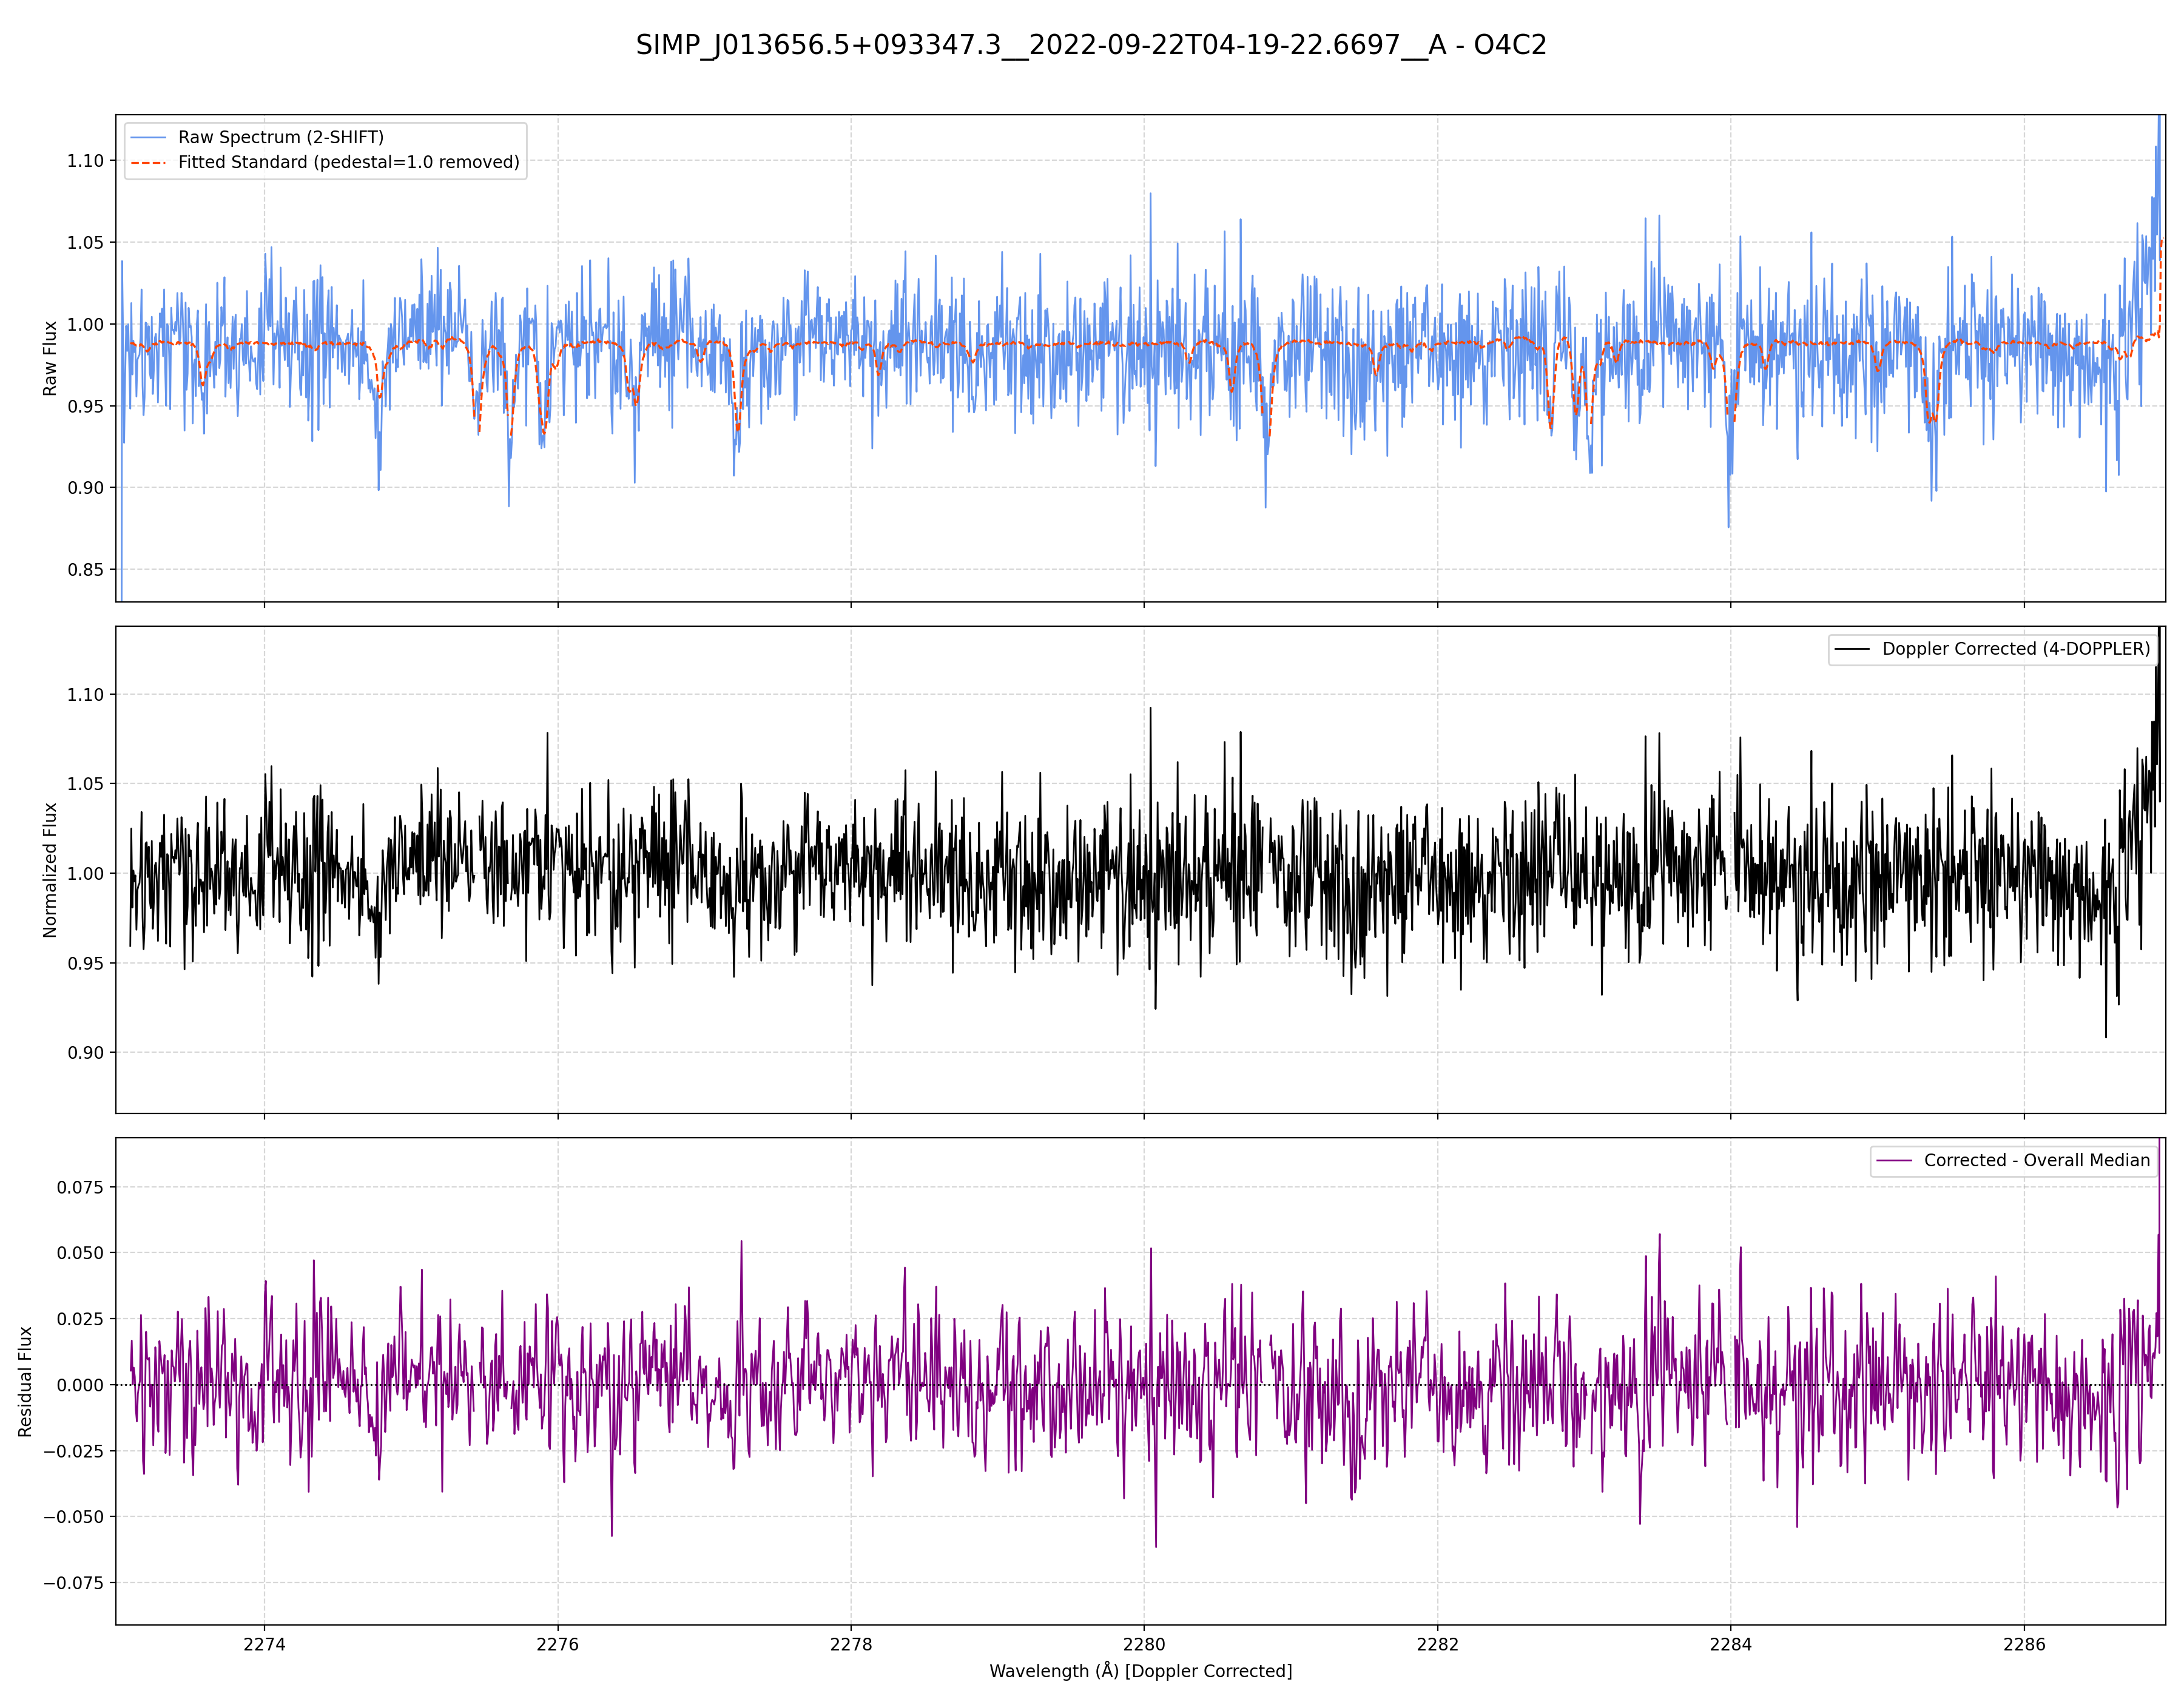 SIMP_J013656.5+093347.3__2022-09-22T04-19-22.6697__A - O4C2
Raw Spectrum (2-SHIFT)
Fitted Standard (pedestal=1.0 removed)
1.10
1.05
1.00
0.95
0.90
0.85
Raw Flux
Doppler Corrected (4-DOPPLER)
1.10
1.05
1.00
0.95
0.90
Normalized Flux
Corrected - Overall Median
0.075
0.050
0.025
0.000
−0.025
−0.050
−0.075
Residual Flux
2274 2276 2278 2280 2282 2284 2286
Wavelength (Å) [Doppler Corrected]